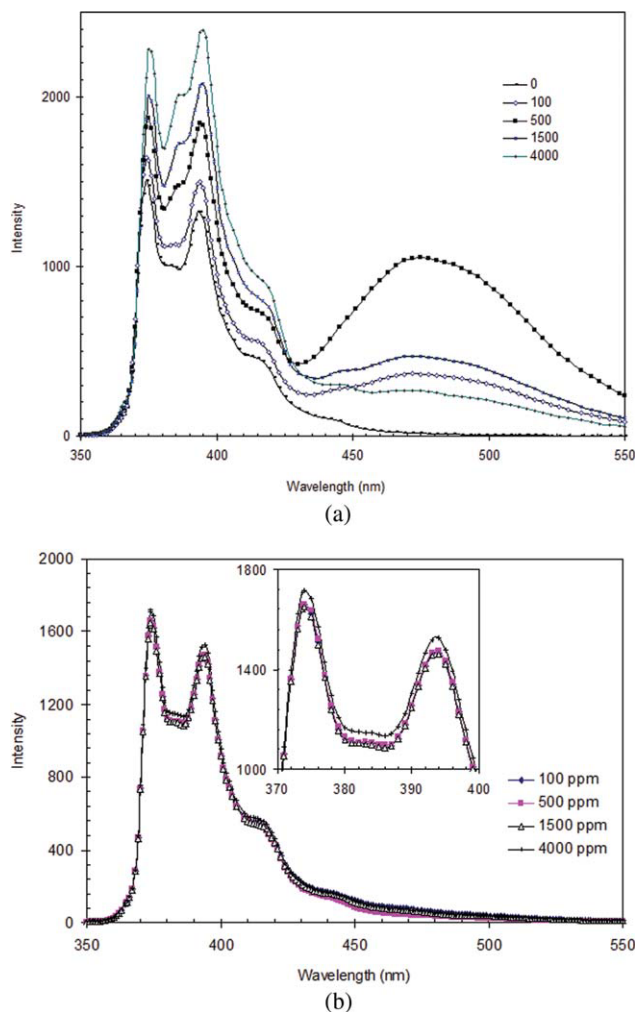 2000
1000
0
Intensity
0
100
500
1500
4000
350 400 450 500 550
Wavelength (nm)
(a)
2000
1600
1200
800
400
0
Intensity
1800
1400
1000
370 380 390 400
100 ppm
500 ppm
1500 ppm
4000 ppm
350 400 450 500 550
Wavelength (nm)
(b)